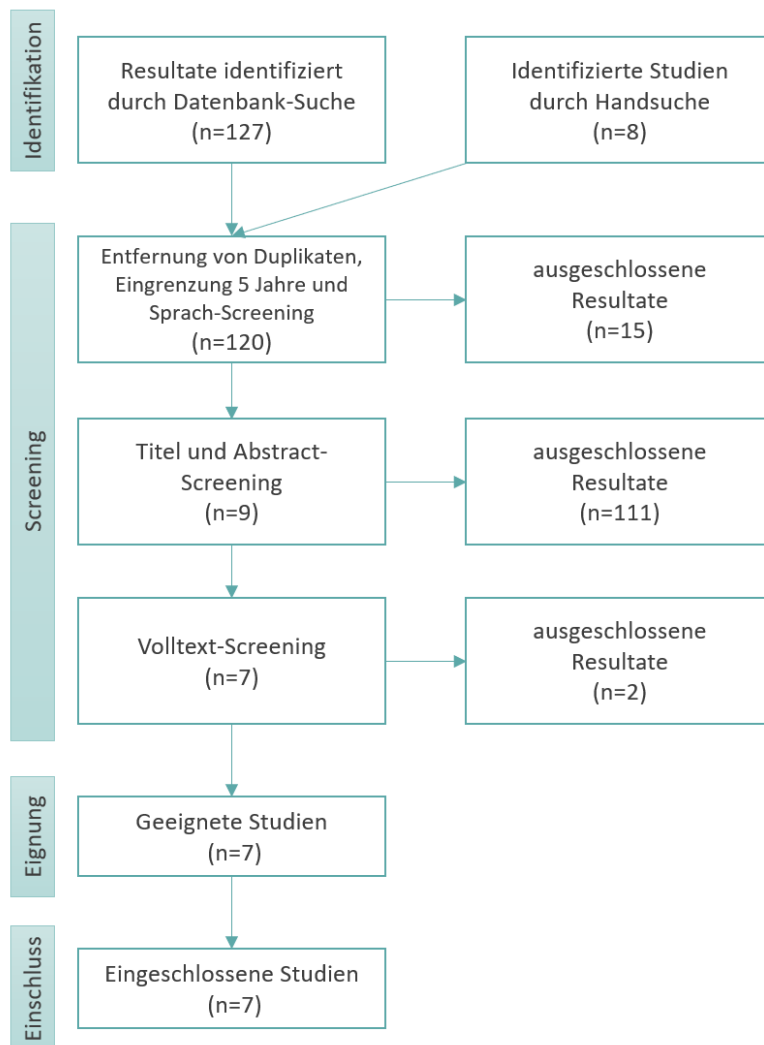 Identifikation
Resultate identifiziert
durch Datenbank-Suche
(n=127)
Identifizierte Studien
durch Handsuche
(n=8)
Screening
Entfernung von Duplikaten,
Eingrenzung 5 Jahre und
Sprach-Screening
(n=120)
ausgeschlossene
Resultate
(n=15)
Titel und Abstract-
Screening
(n=9)
ausgeschlossene
Resultate
(n=111)
Volltext-Screening
(n=7)
ausgeschlossene
Resultate
(n=2)
Eignung
Geeignete Studien
(n=7)
Einschluss
Eingeschlossene Studien
(n=7)